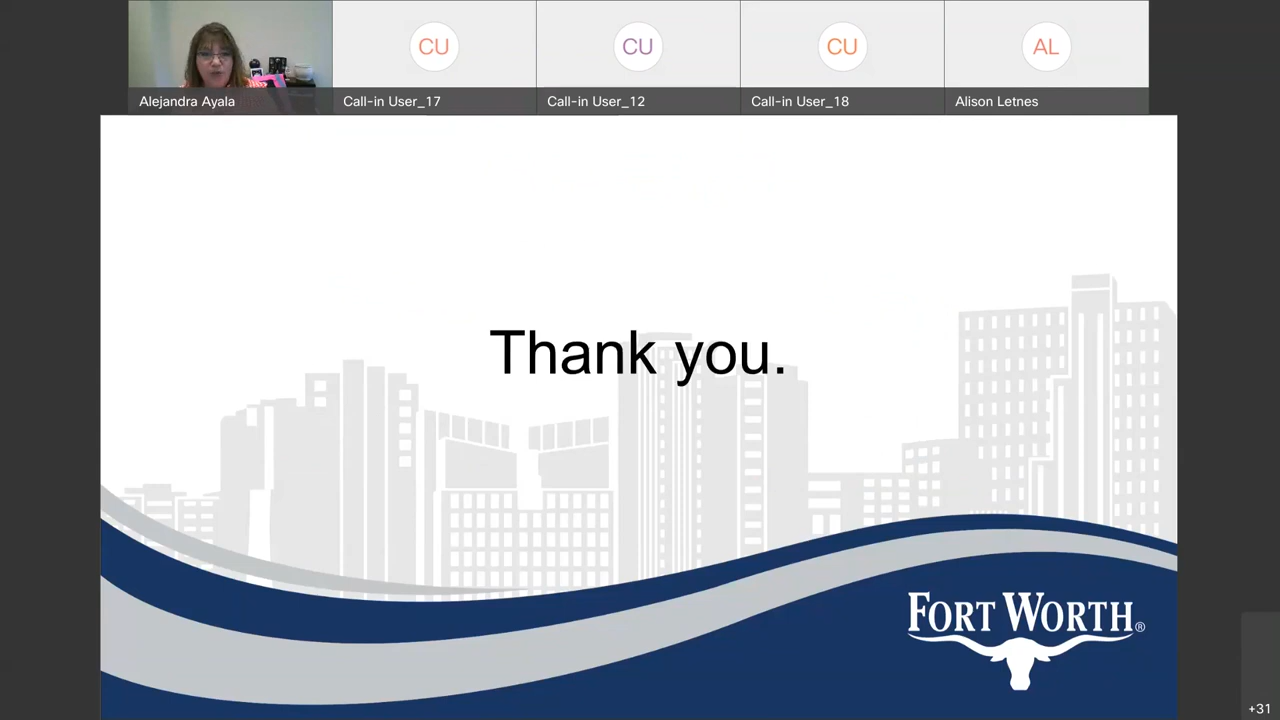 CU
CU
CU
AL
Alejandra Ayala
Call-in User_17
Call-in User_12
Call-in User_18
Alison Letnes
Thank you.
FORT WORTH®
+31